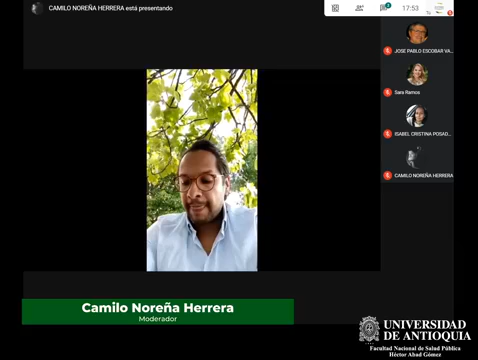 CAMILO NOREÑA HERRERA está presentando
17:53
JOSE PABLO ESCOBAR VA...
Sara Ramos
ISABEL CRISTINA POSAD...
CAMILO NOREÑA HERRERA
Camilo Noreña Herrera
Moderador
UNIVERSIDAD
DE ANTIOQUIA
Facultad Nacional de Salud Pública
Héctor Abad Gómez